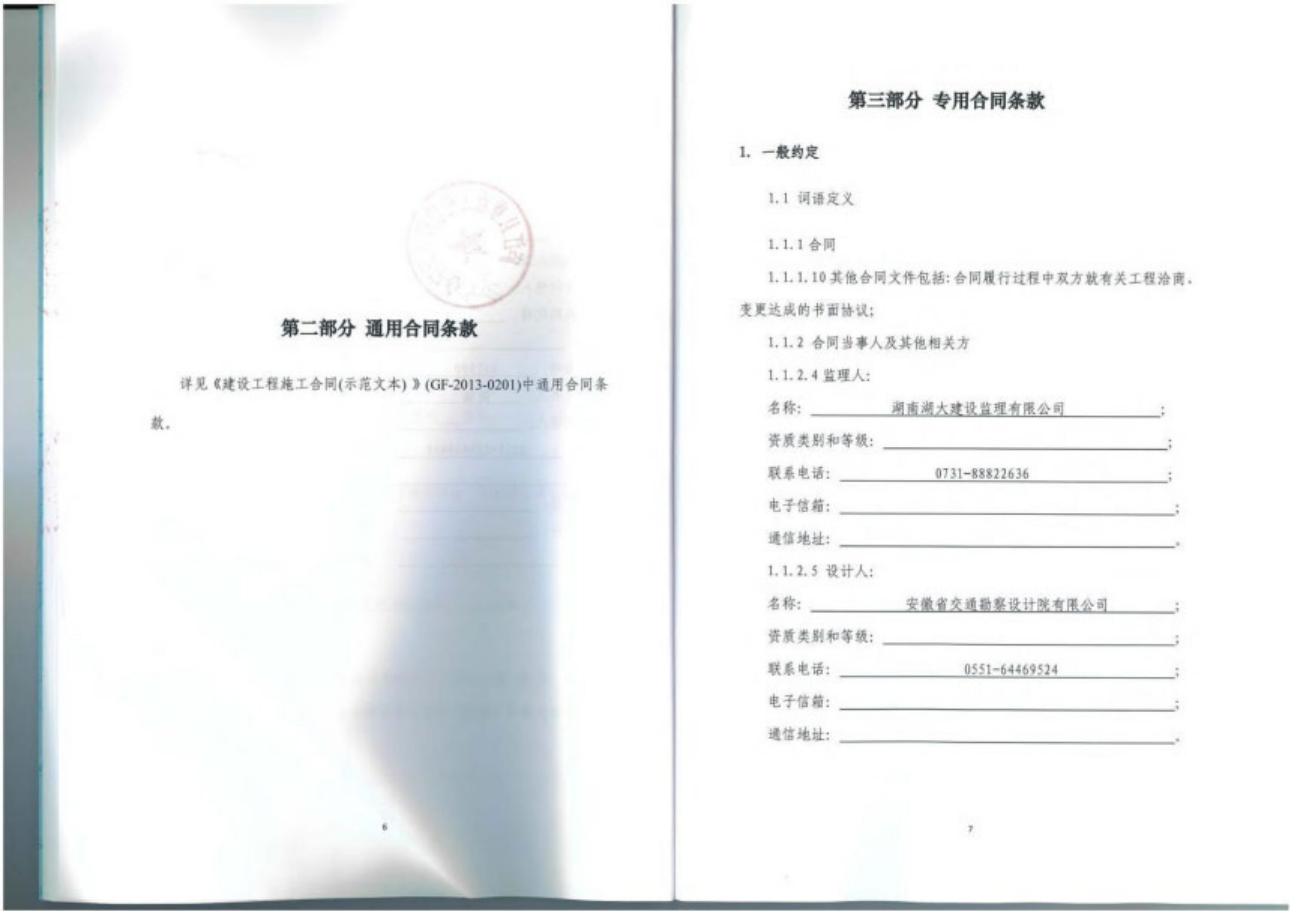 第二部分 通用合同条款
详见《建设工程施工合同(示范文本)》(GF-2013-0201)中通用合同条
款。
6
第三部分 专用合同条款
1. 一般约定
1.1 词语定义
1.1.1 合同
1.1.1.10 其他合同文件包括:合同履行过程中双方就有关工程洽商、
变更达成的书面协议;
1.1.2 合同当事人及其他相关方
1.1.2.4 监理人:
名称: 湖南湖大建设监理有限公司 ;
资质类别和等级: ;
联系电话: 0731-88822636 ;
电子信箱: ;
通信地址: 。
1.1.2.5 设计人:
名称: 安徽省交通勘察设计院有限公司 ;
资质类别和等级: ;
联系电话: 0551-64469524 ;
电子信箱: ;
通信地址: 。
7